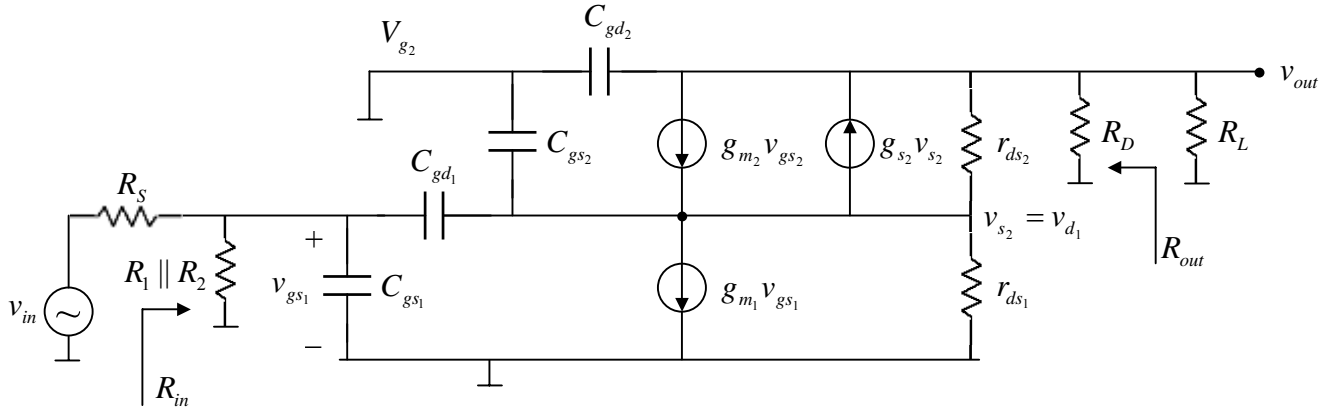 C_{gd_2}
V_{g_2}
v_{out}
C_{gs_2}
g_{m_2} v_{gs_2}
g_{s_2} v_{s_2}
r_{ds_2}
R_D
R_L
C_{gd_1}
R_S
v_{s_2} = v_{d_1}
R_{out}
+
R_1 || R_2
v_{gs_1}
C_{gs_1}
g_{m_1} v_{gs_1}
r_{ds_1}
v_{in}
~
−
R_{in}